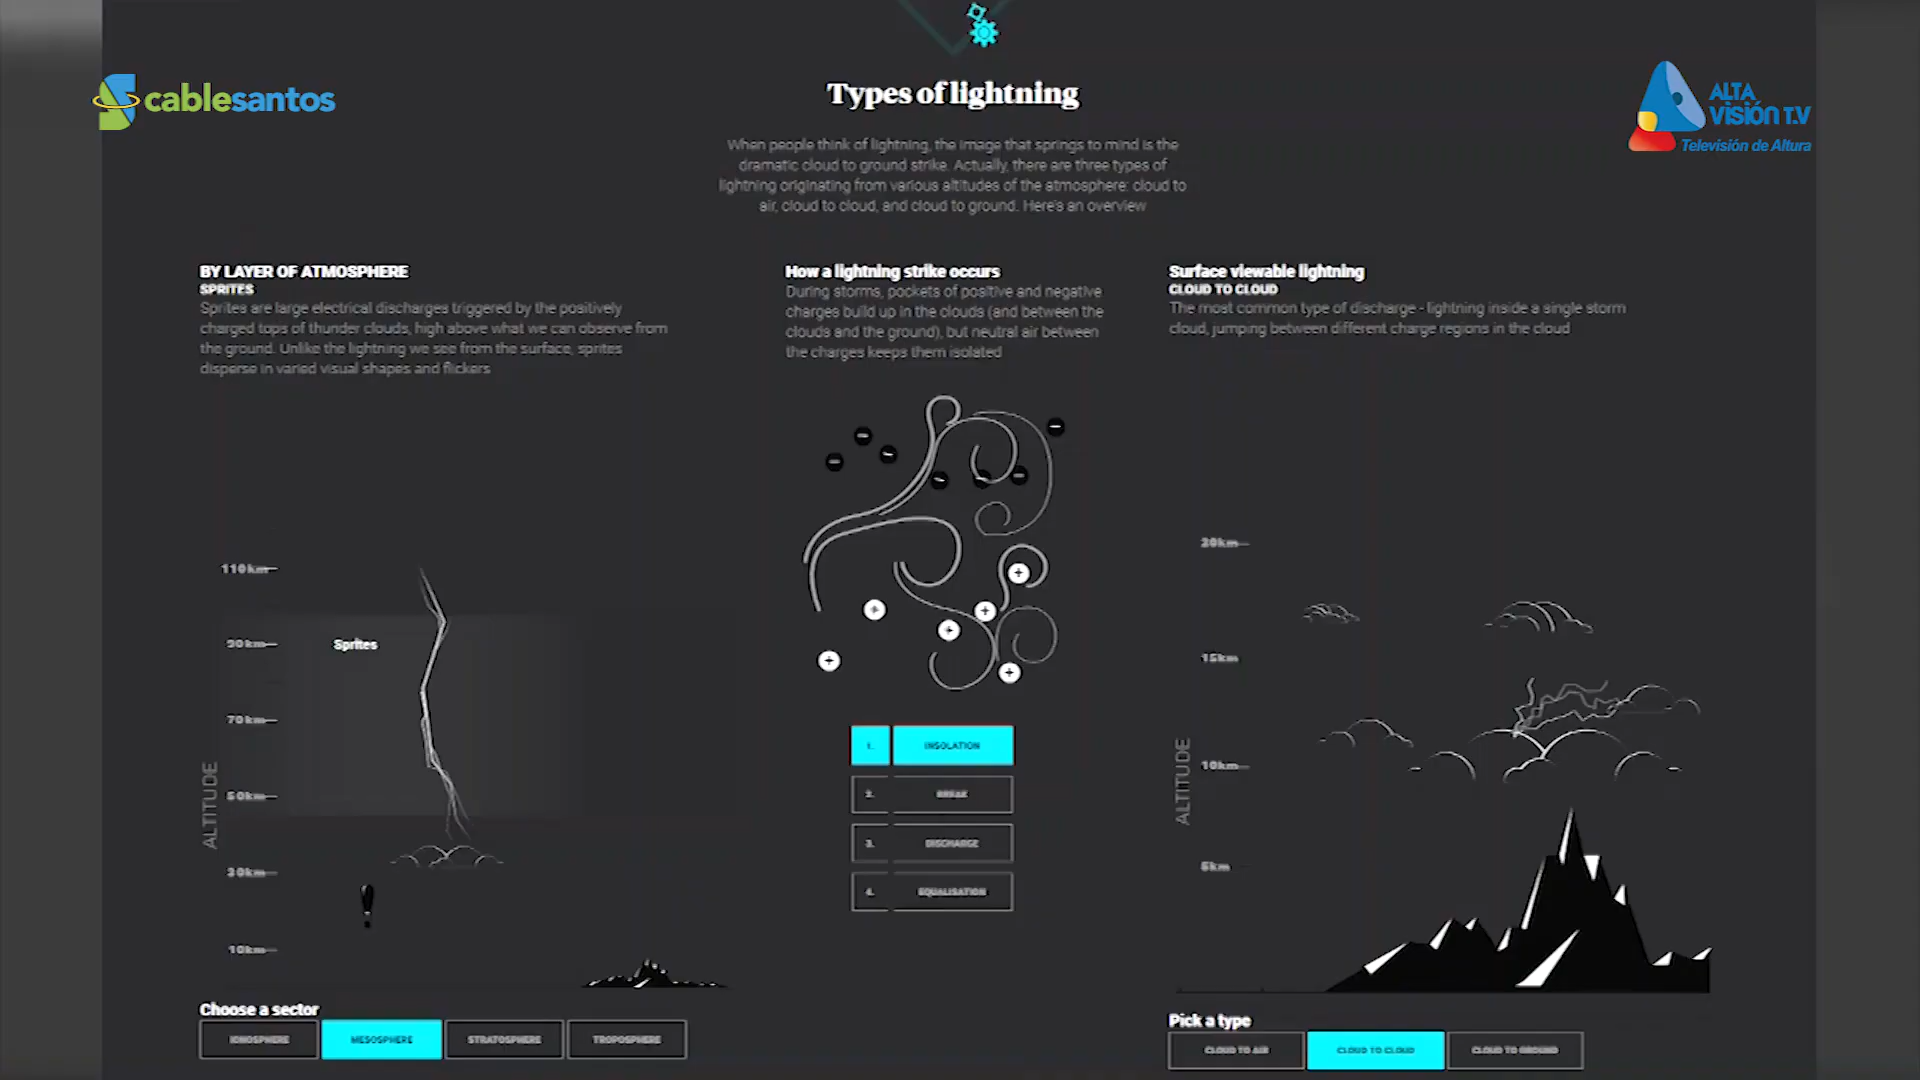 cablesantos
ALTA
VISIÓN T.V
Televisión de Altura
Types of lightning
When people think of lightning, the image that springs to mind is the
dramatic cloud to ground strike. Actually, there are three types of
lightning originating from various altitudes of the atmosphere: cloud to
air, cloud to cloud, and cloud to ground. Here's an overview
BY LAYER OF ATMOSPHERE
SPRITES
Sprites are large electrical discharges triggered by the positively
charged tops of thunder clouds, high above what we can observe from
the ground. Unlike the lightning we see from the surface, sprites
disperse in varied visual shapes and flickers
110km
90km
Sprites
70km
50km
30km
10km
ALTITUDE
Choose a sector
IONOSPHERE
MESOSPHERE
STRATOSPHERE
TROPOSPHERE
How a lightning strike occurs
During storms, pockets of positive and negative
charges build up in the clouds (and between the
clouds and the ground), but neutral air between
the charges keeps them isolated
1. INSOLATION
2. BREAK
3. DISCHARGE
4. EQUALISATION
Surface viewable lightning
CLOUD TO CLOUD
The most common type of discharge - lightning inside a single storm
cloud, jumping between different charge regions in the cloud
20km
15km
10km
5km
ALTITUDE
Pick a type
CLOUD TO AIR
CLOUD TO CLOUD
CLOUD TO GROUND